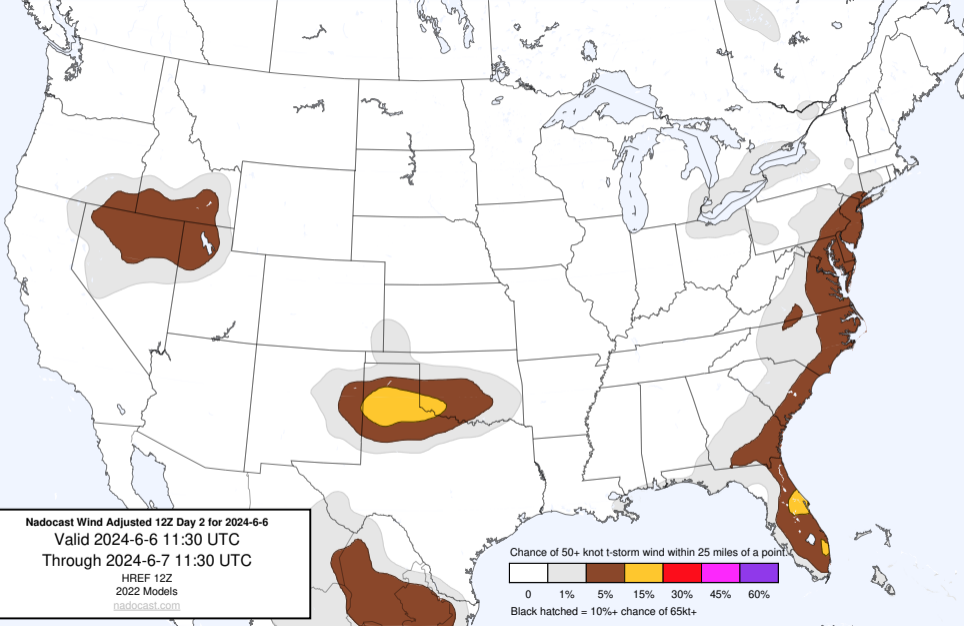 Nadocast Wind Adjusted 12Z Day 2 for 2024-6-6
Valid 2024-6-6 11:30 UTC
Through 2024-6-7 11:30 UTC
HREF 12Z
2022 Models
nadocast.com
Chance of 50+ knot t-storm wind within 25 miles of a point.
0 1% 5% 15% 30% 45% 60%
Black hatched = 10%+ chance of 65kt+